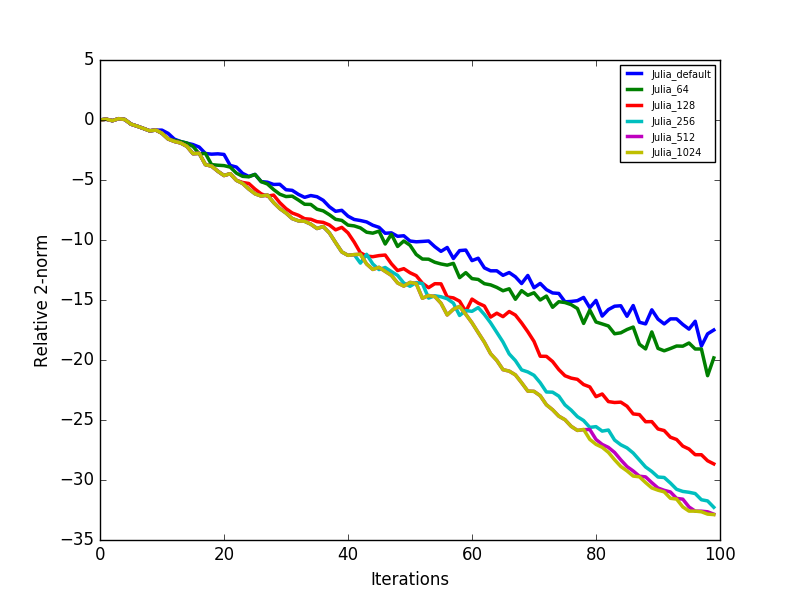 5
0
−5
−10
−15
−20
−25
−30
−35
Relative 2-norm
0 20 40 60 80 100
Iterations
Julia_default
Julia_64
Julia_128
Julia_256
Julia_512
Julia_1024